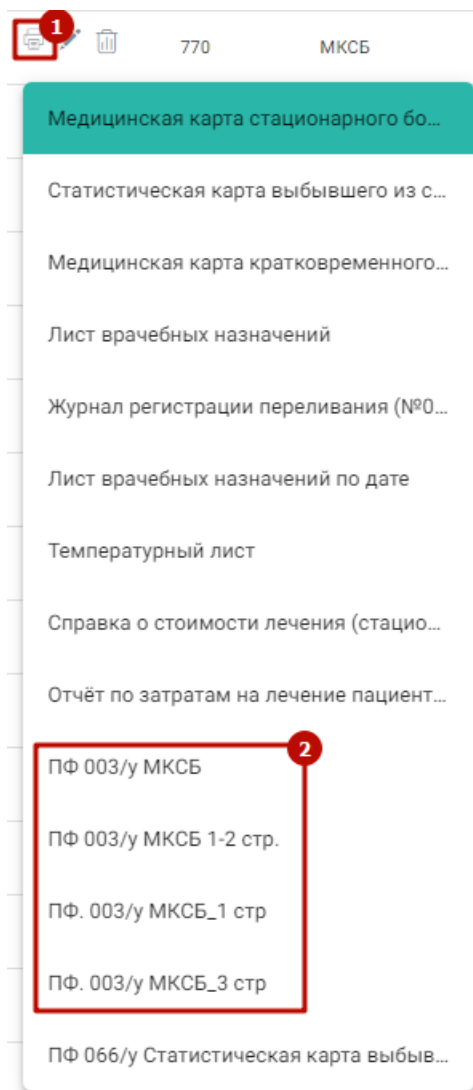 1
770 МКСБ
Медицинская карта стационарного бо...
Статистическая карта выбывшего из с...
Медицинская карта кратковременного...
Лист врачебных назначений
Журнал регистрации переливания (№0...
Лист врачебных назначений по дате
Температурный лист
Справка о стоимости лечения (стацио...
Отчёт по затратам на лечение пациент...
2
ПФ 003/у МКСБ
ПФ 003/у МКСБ 1-2 стр.
ПФ. 003/у МКСБ_1 стр
ПФ. 003/у МКСБ_3 стр
ПФ 066/у Статистическая карта выбыв...